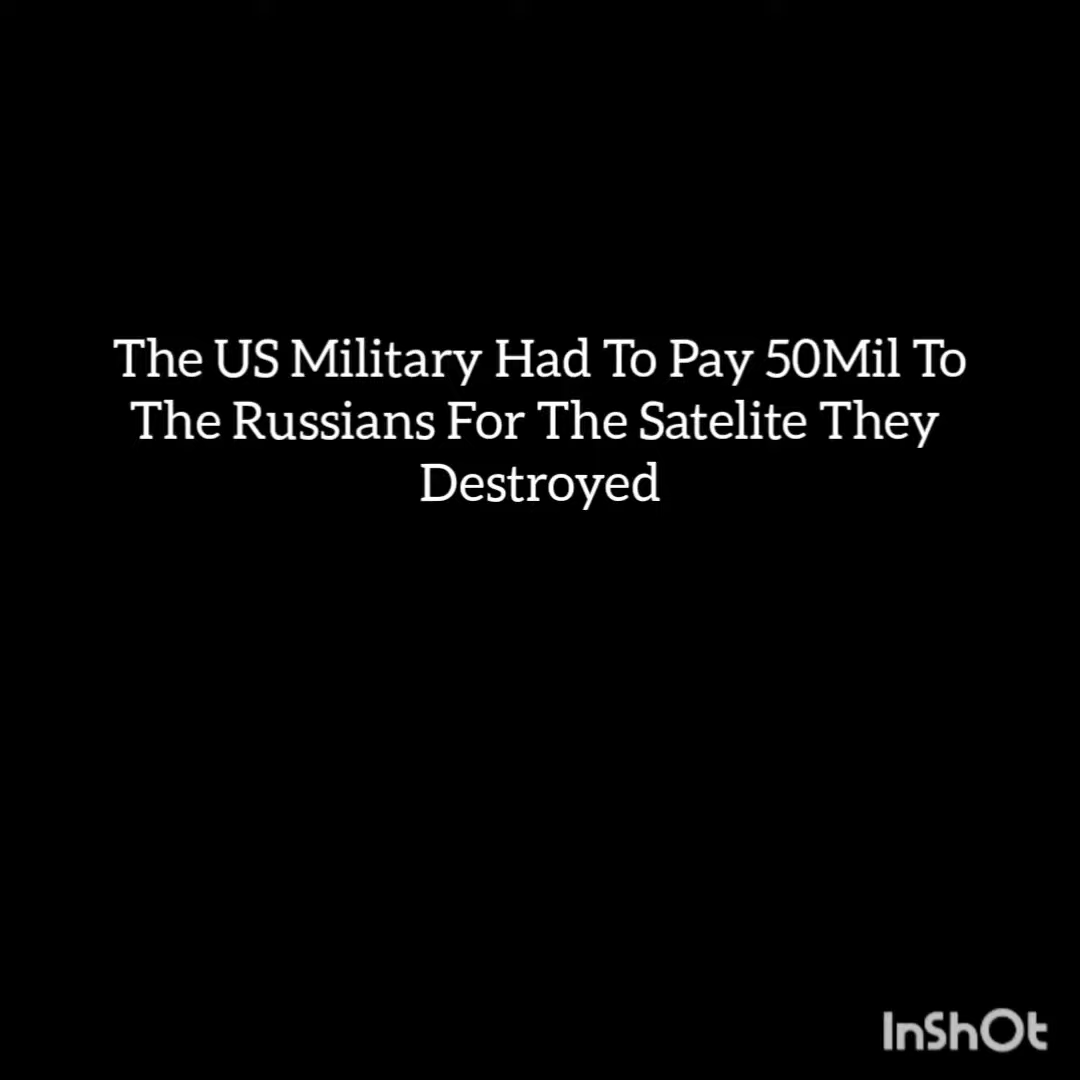 The US Military Had To Pay 50Mil To
The Russians For The Satelite They
Destroyed
InShOt